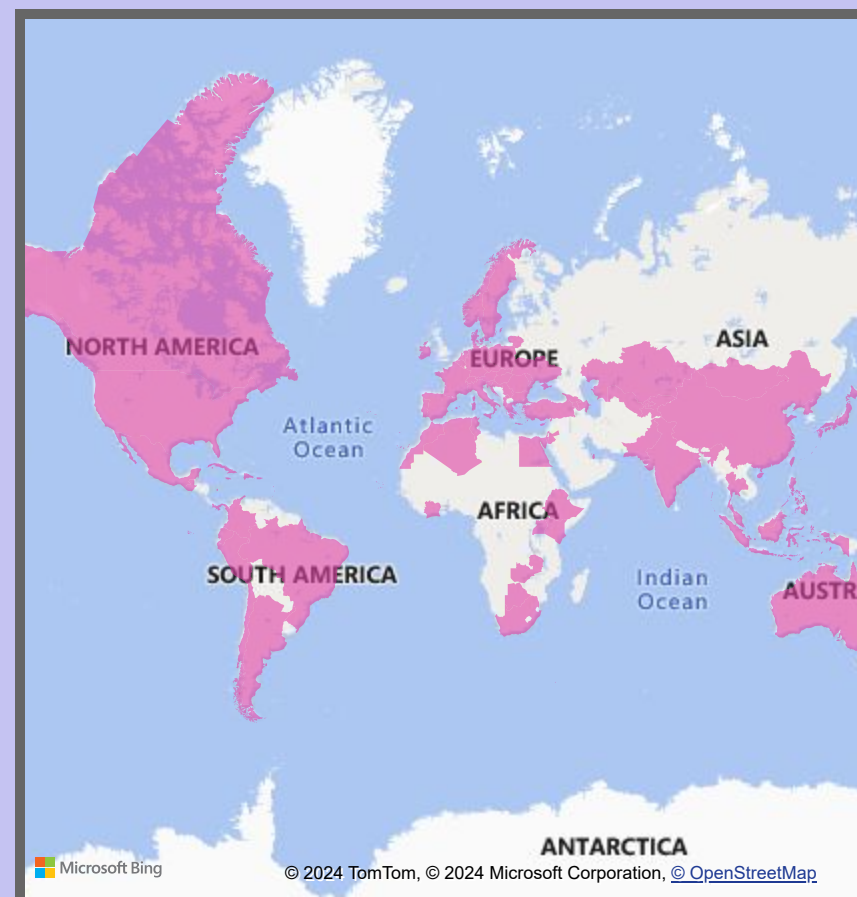 NORTH AMERICA
EUROPE
ASIA
Atlantic
Ocean
AFRICA
SOUTH AMERICA
Indian
Ocean
AUSTR
ANTARCTICA
Microsoft Bing
© 2024 TomTom, © 2024 Microsoft Corporation, © OpenStreetMap